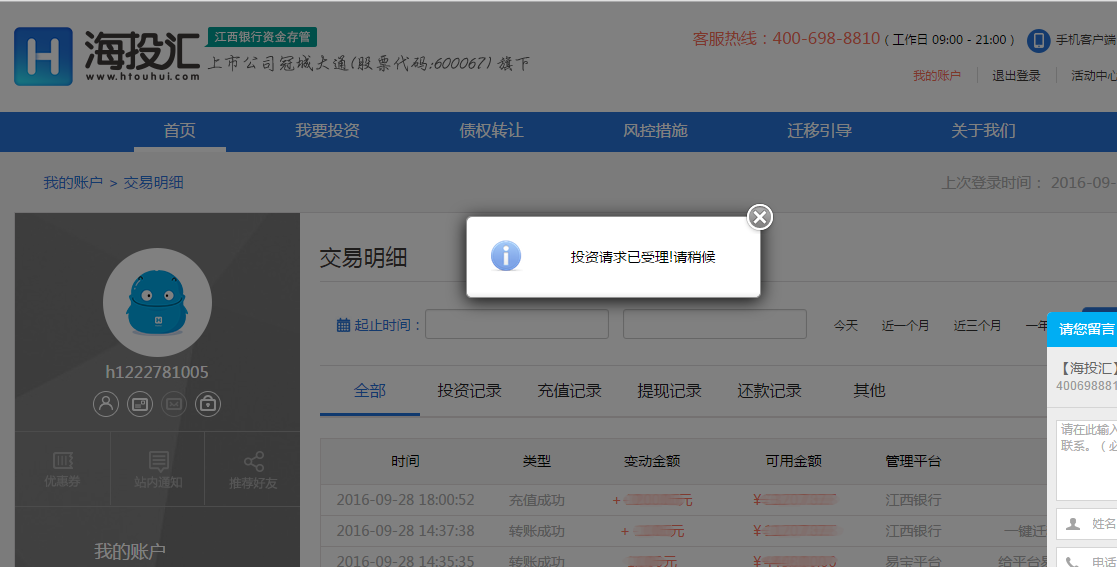 海投汇
www.htouhui.com
江西银行资金存管
上市公司冠城大通(股票代码:600067) 旗下
客服热线：400-698-8810 ( 工作日 09:00 - 21:00 )
手机客户端
我的账户 退出登录 活动中心
首页 我要投资 债权转让 风控措施 迁移引导 关于我们
我的账户 > 交易明细
上次登录时间： 2016-09-
交易明细
投资请求已受理!请稍候
起止时间：
今天 近一个月 近三个月 一年
h1222781005
全部 投资记录 充值记录 提现记录 还款记录 其他
优惠券 站内通知 推荐好友
我的账户
时间 类型 变动金额 可用金额 管理平台
2016-09-28 18:00:52 充值成功 + 元 ¥ 江西银行
2016-09-28 14:37:38 转账成功 + 元 ¥ 江西银行 一键迁
2016-09-28 14:35:35 转账成功 元 ¥ 易宝平台 给平台
请您留言
【海投汇】
400698881
请在此输入
联系。（必
姓名
电话